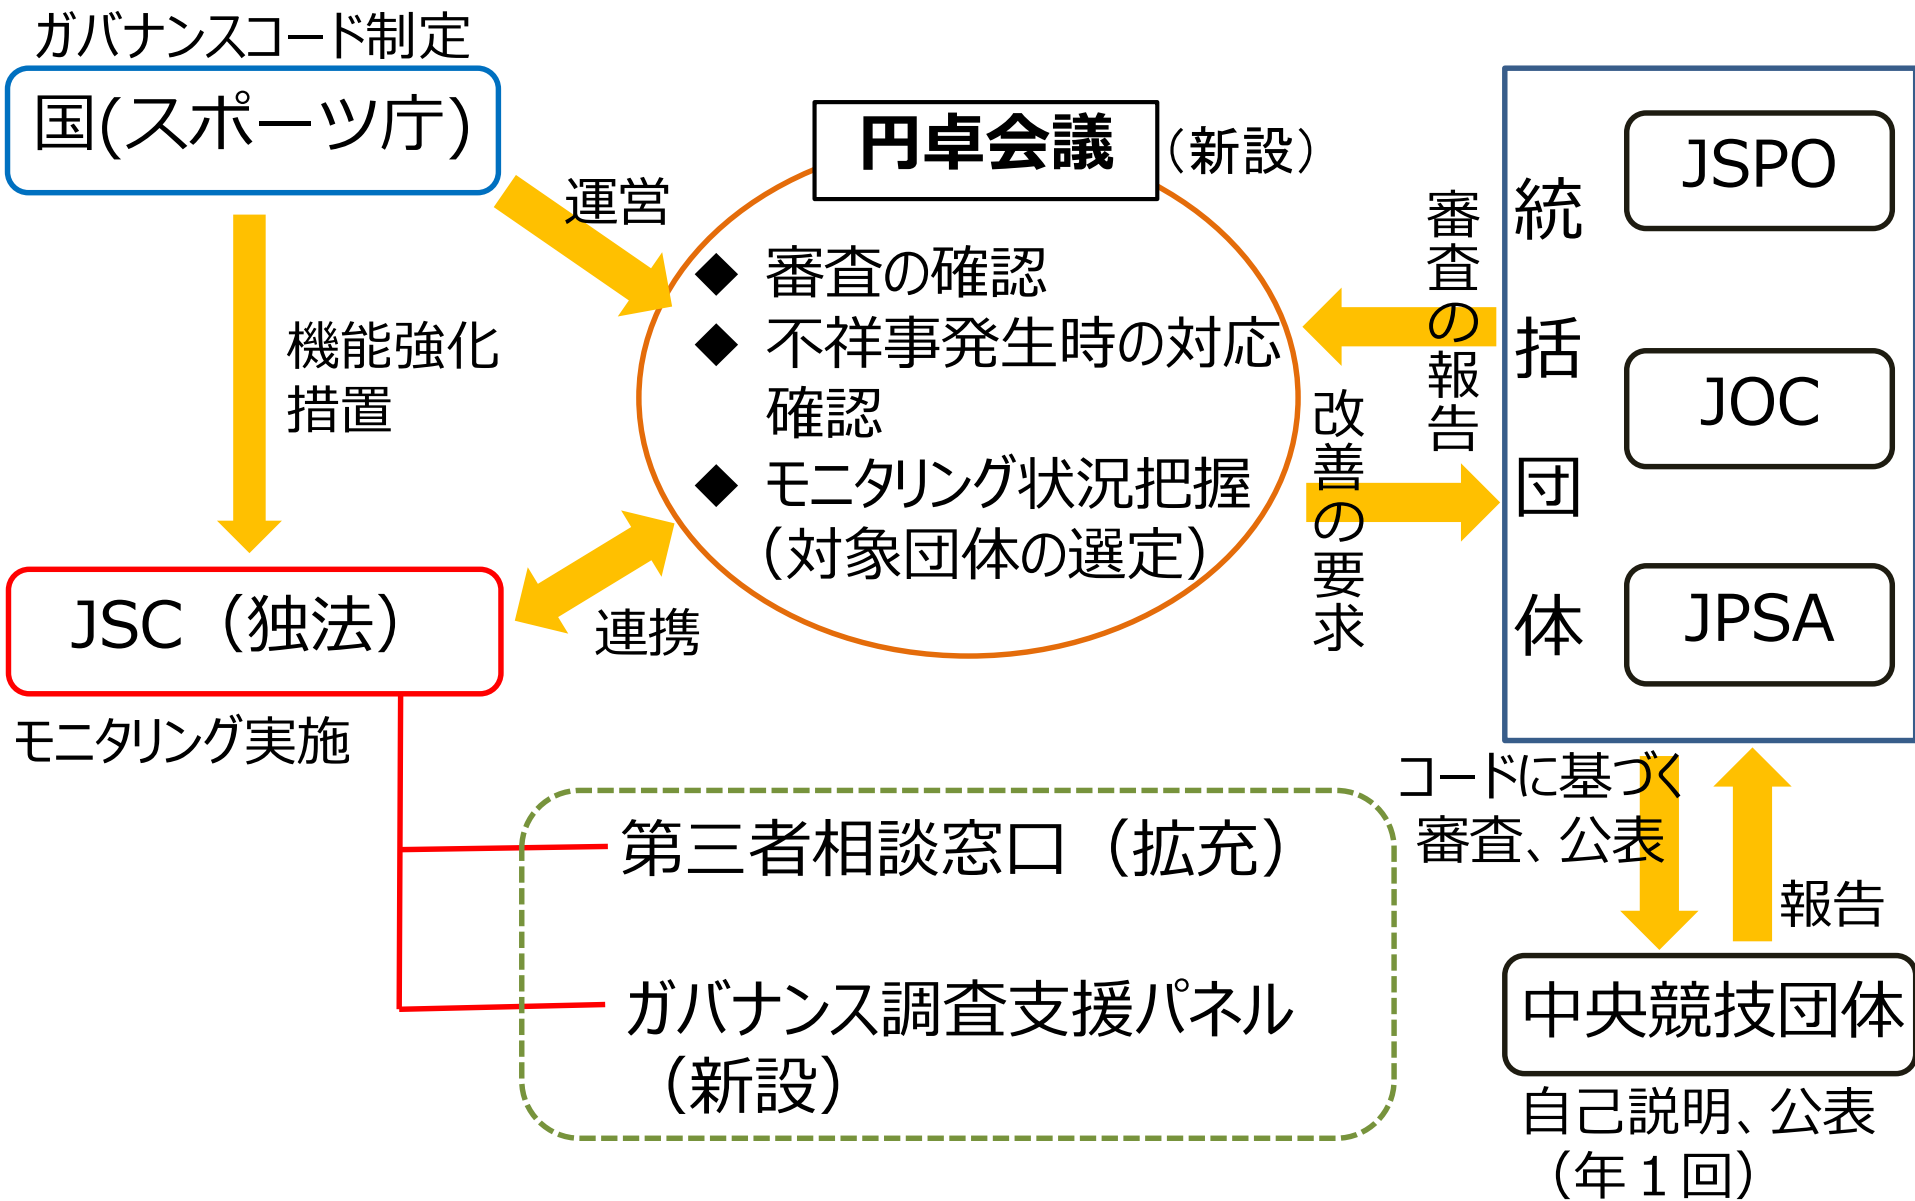 ガバナンスコード制定
国(スポーツ庁)
運営
機能強化
措置
JSC（独法）
モニタリング実施
連携
円卓会議
（新設）
◆ 審査の確認
◆ 不祥事発生時の対応
確認
◆ モニタリング状況把握
（対象団体の選定）
審査の報告
改善の要求
統括団体
JSPO
JOC
JPSA
コードに基づく
審査、公表
報告
中央競技団体
自己説明、公表
（年１回）
第三者相談窓口（拡充）
ガバナンス調査支援パネル
（新設）